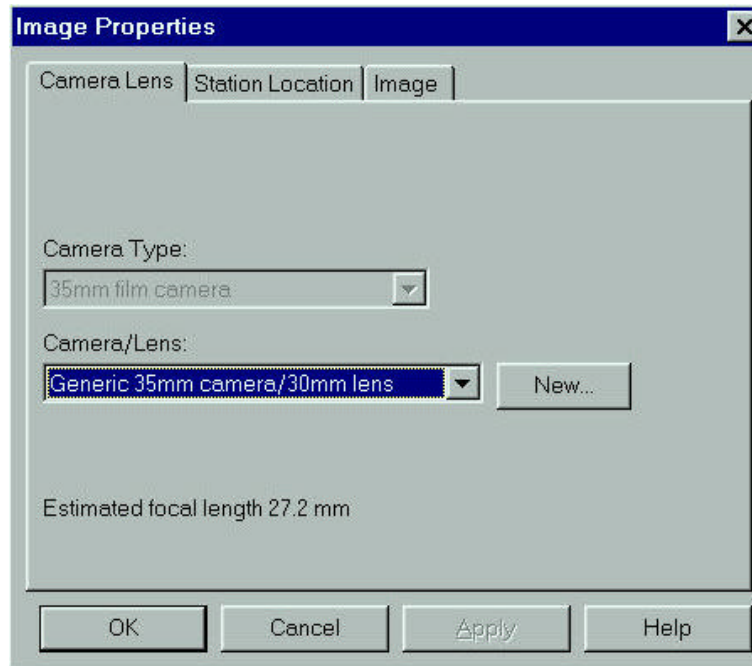 Image Properties
Camera Lens Station Location Image
Camera Type:
35mm film camera
Camera/Lens:
Generic 35mm camera/30mm lens New...
Estimated focal length 27.2 mm
OK Cancel Apply Help